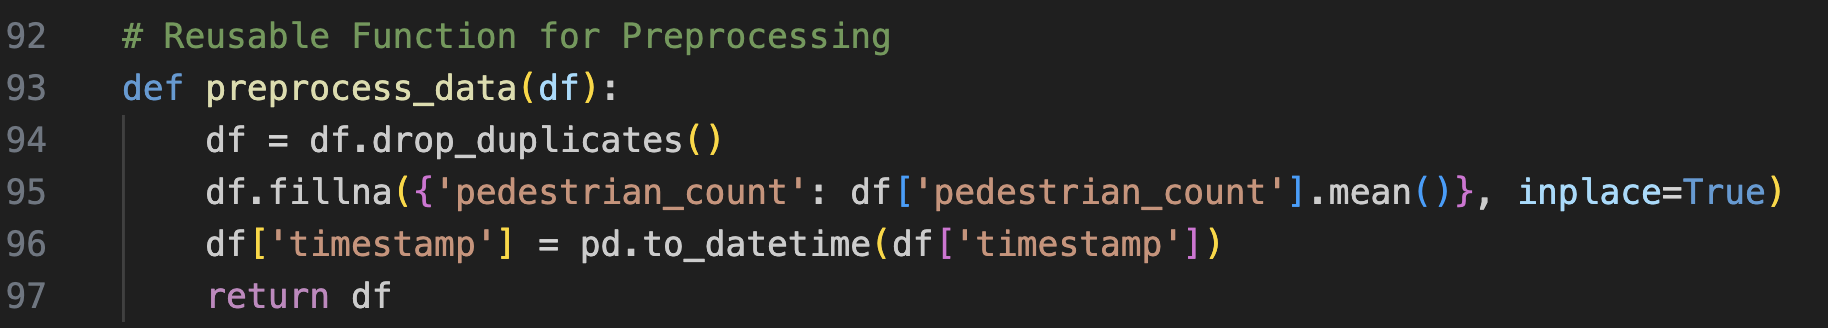 92 # Reusable Function for Preprocessing
93 def preprocess_data(df):
94     df = df.drop_duplicates()
95     df.fillna({'pedestrian_count': df['pedestrian_count'].mean()}, inplace=True)
96     df['timestamp'] = pd.to_datetime(df['timestamp'])
97     return df